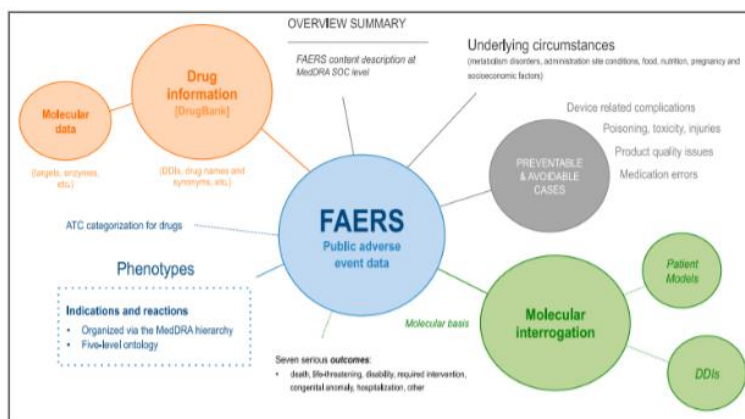 OVERVIEW SUMMARY
FAERS content description at
MedDRA SOC level
Underlying circumstances
(metabolism disorders, administration site conditions, food, nutrition, pregnancy and
socioeconomic factors)
Drug
information
[DrugBank]
Molecular
data
(targets, enzymes,
etc.)
(DDIs, drug names and
synonyms, etc.)
Device related complications
Poisoning, toxicity, injuries
Product quality issues
Medication errors
PREVENTABLE
& AVOIDABLE
CASES
FAERS
Public adverse
event data
ATC categorization for drugs
Phenotypes
Indications and reactions
• Organized via the MedDRA hierarchy
• Five-level ontology
Molecular basis
Molecular
interrogation
Patient
Models
DDIs
Seven serious outcomes:
• death, life-threatening, disability, required intervention,
congenital anomaly, hospitalization, other